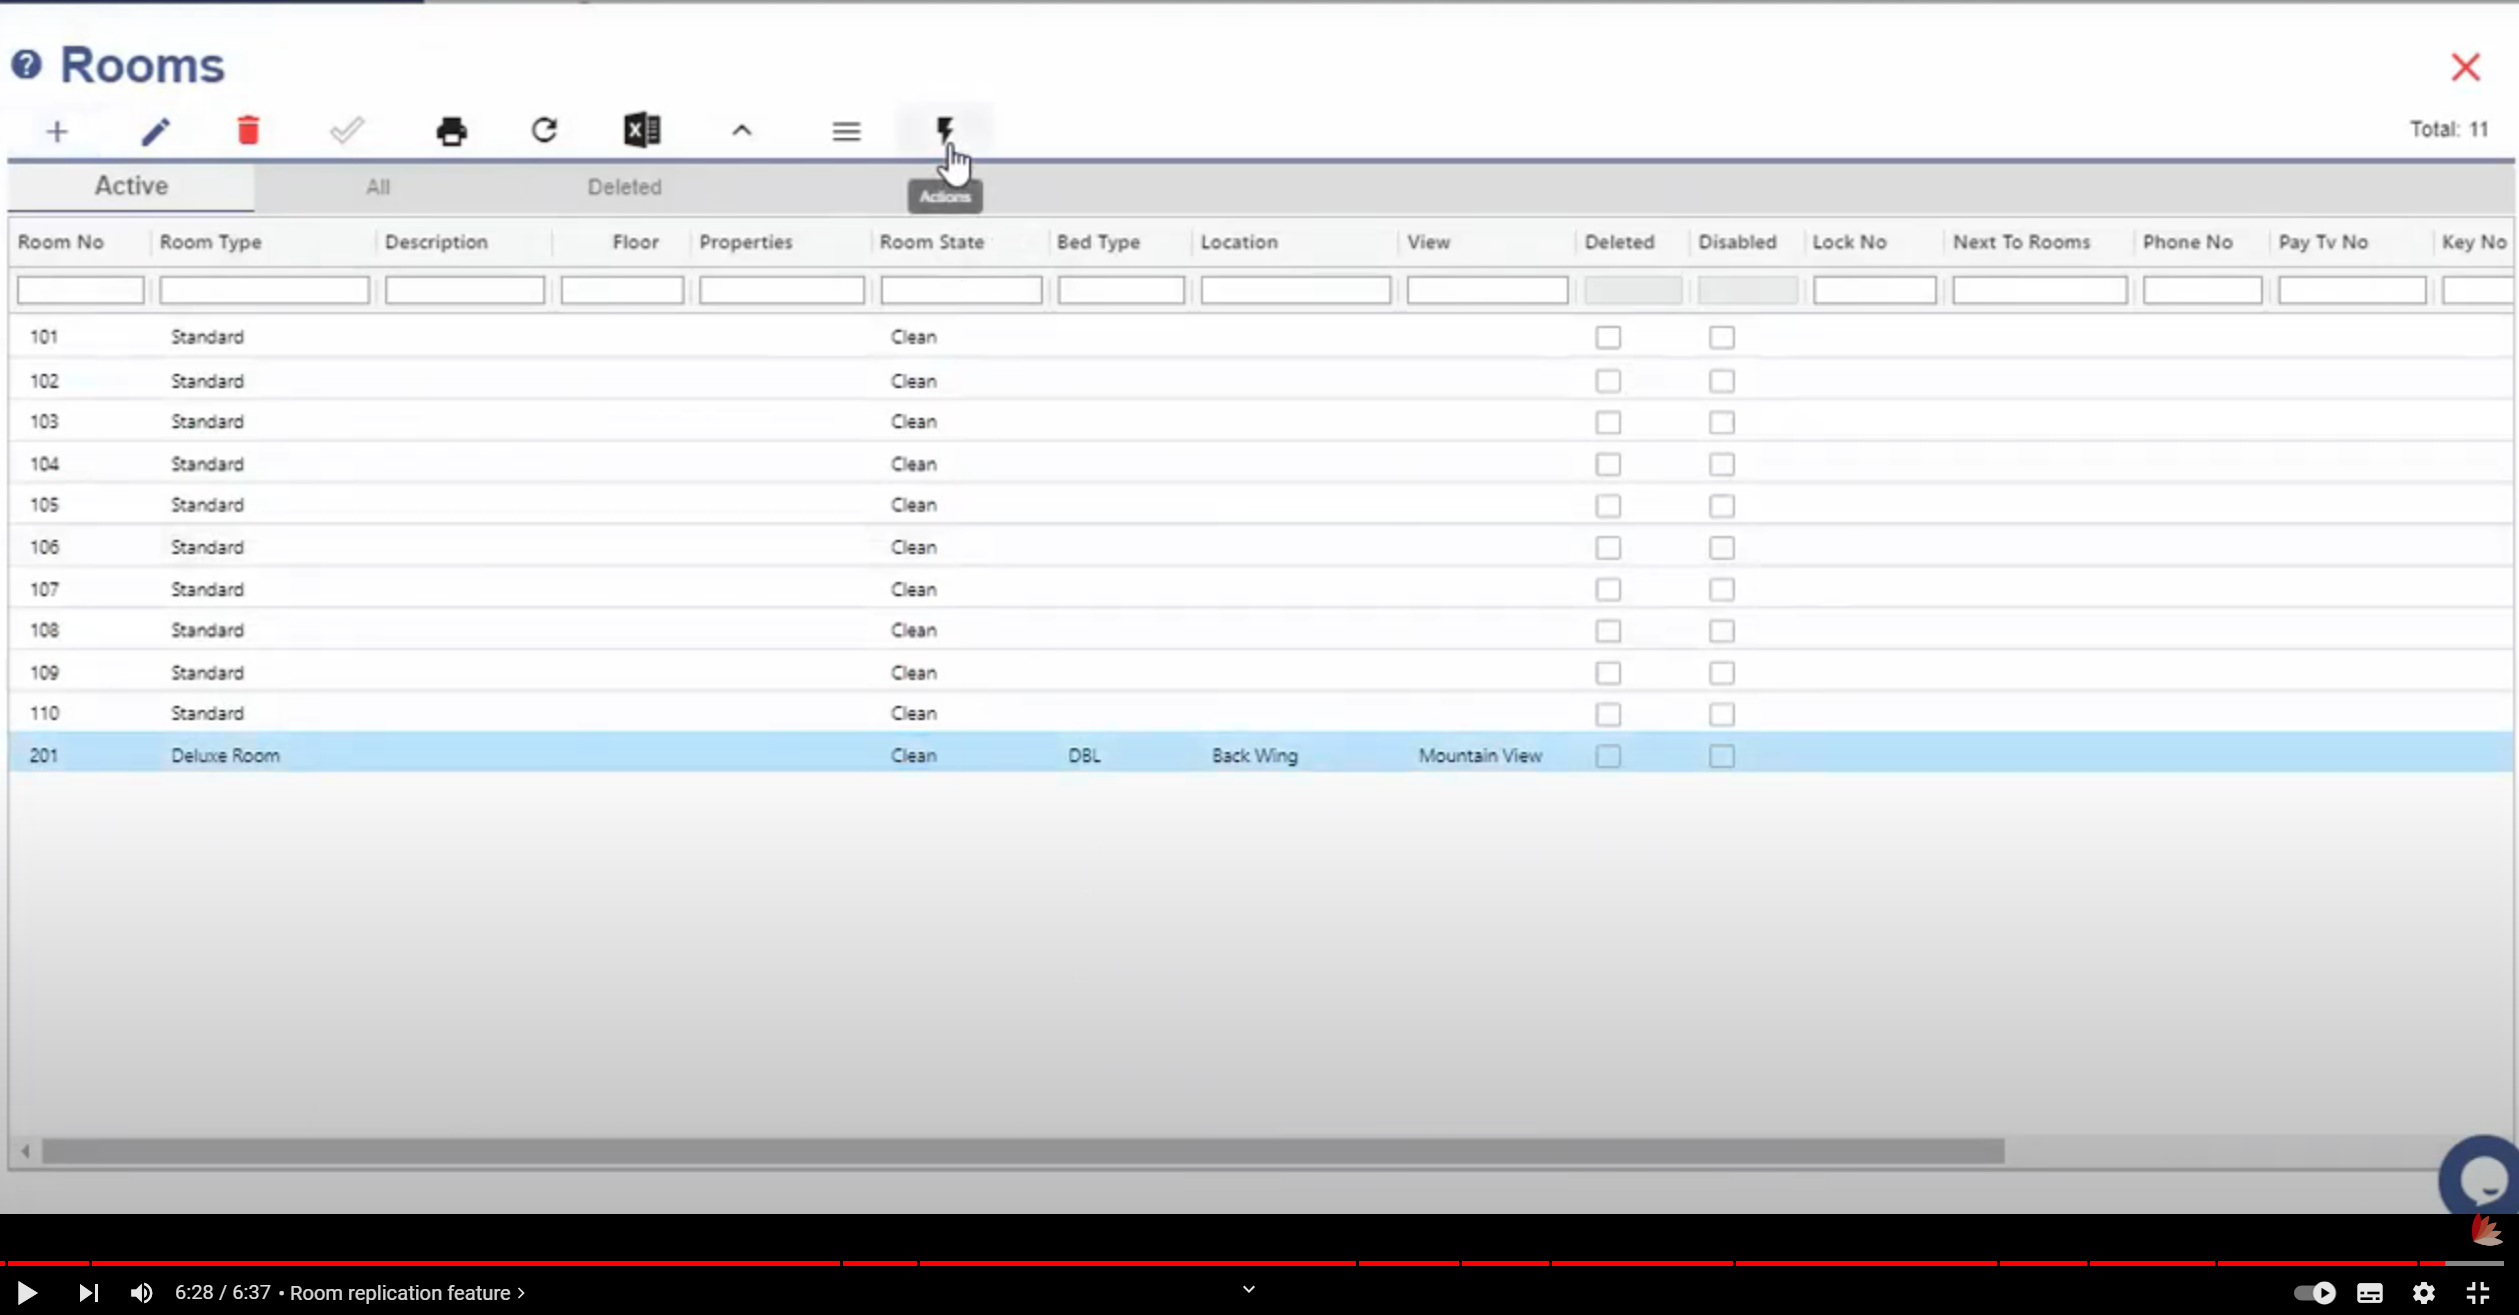 Rooms
Total: 11
Active All Deleted
Actions
Room No Room Type Description Floor Properties Room State Bed Type Location View Deleted Disabled Lock No Next To Rooms Phone No Pay Tv No Key No
101 Standard Clean
102 Standard Clean
103 Standard Clean
104 Standard Clean
105 Standard Clean
106 Standard Clean
107 Standard Clean
108 Standard Clean
109 Standard Clean
110 Standard Clean
201 Deluxe Room Clean DBL Back Wing Mountain View
6:28 / 6:37 • Room replication feature >